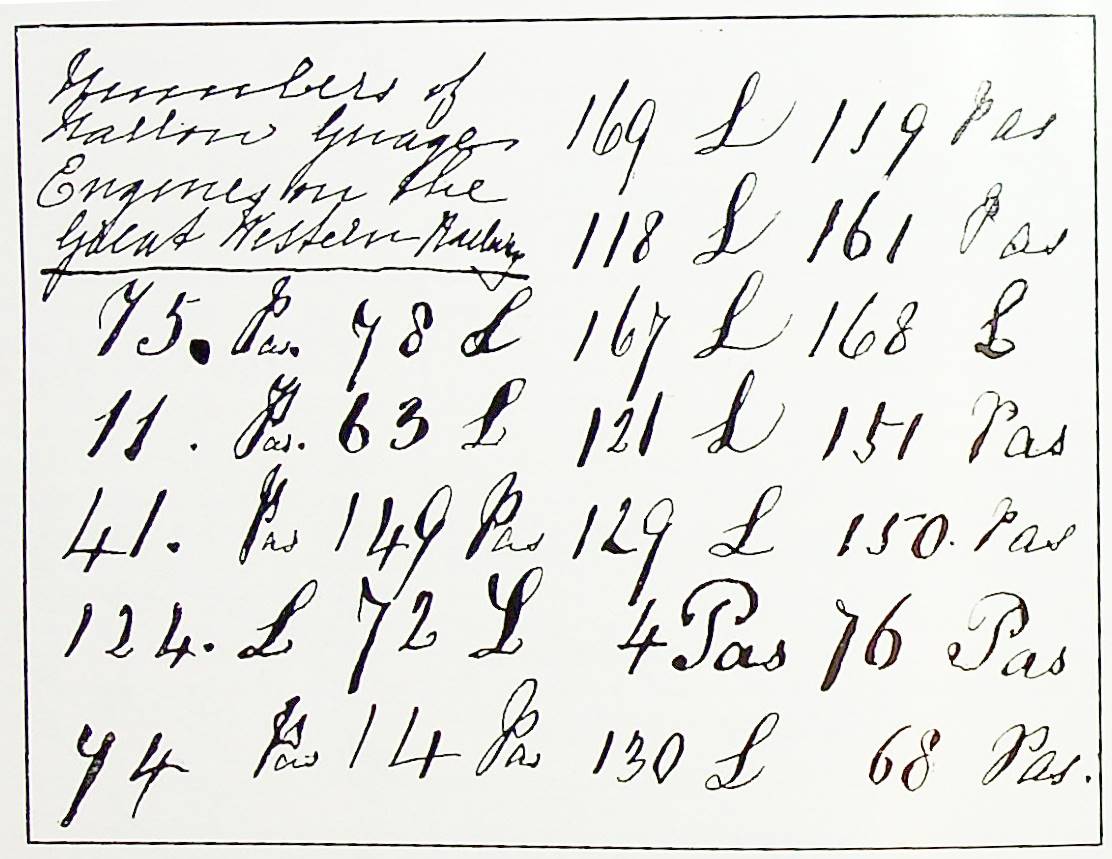 Numbers of
Narrow Guage
Engines on the
Great Western Railway
75. Pas. 78 L
11. Pas. 63 L
41. Pas 149 Pas
124. L 72 L
74 Pas 14 Pas
169 L 159 Pas
118 L 161 Pas
167 L 168 L
121 L 151 Pas
129 L 150. Pas
4 Pas 76 Pas
130 L 68 Pas.